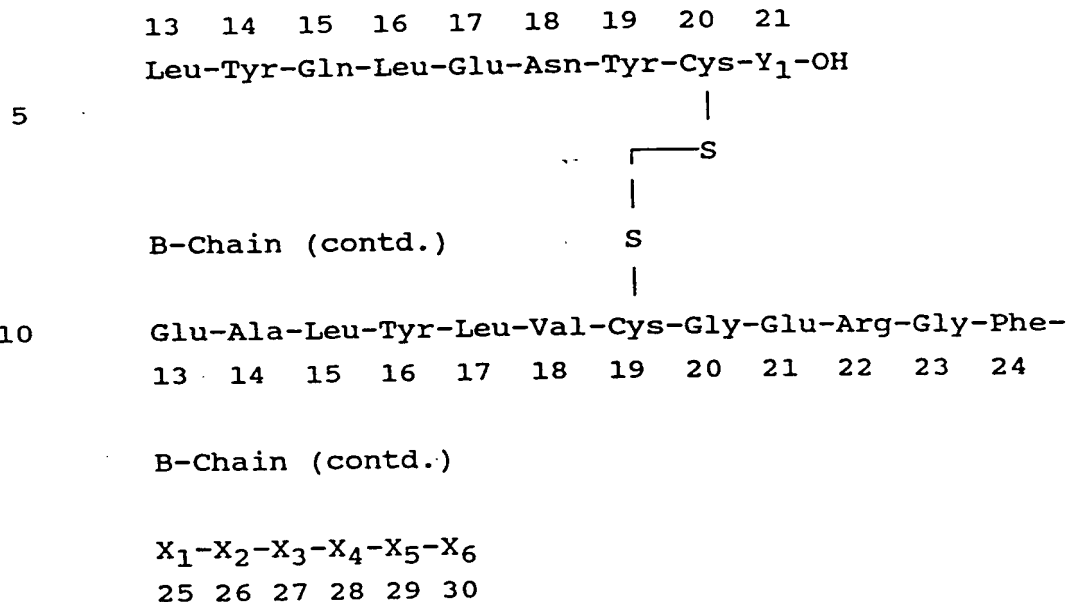 13 14 15 16 17 18 19 20 21
Leu-Tyr-Gln-Leu-Glu-Asn-Tyr-Cys-Y1-OH
5
S
B-Chain (contd.) S
10 Glu-Ala-Leu-Tyr-Leu-Val-Cys-Gly-Glu-Arg-Gly-Phe-
13 14 15 16 17 18 19 20 21 22 23 24
B-Chain (contd.)
X1-X2-X3-X4-X5-X6
25 26 27 28 29 30